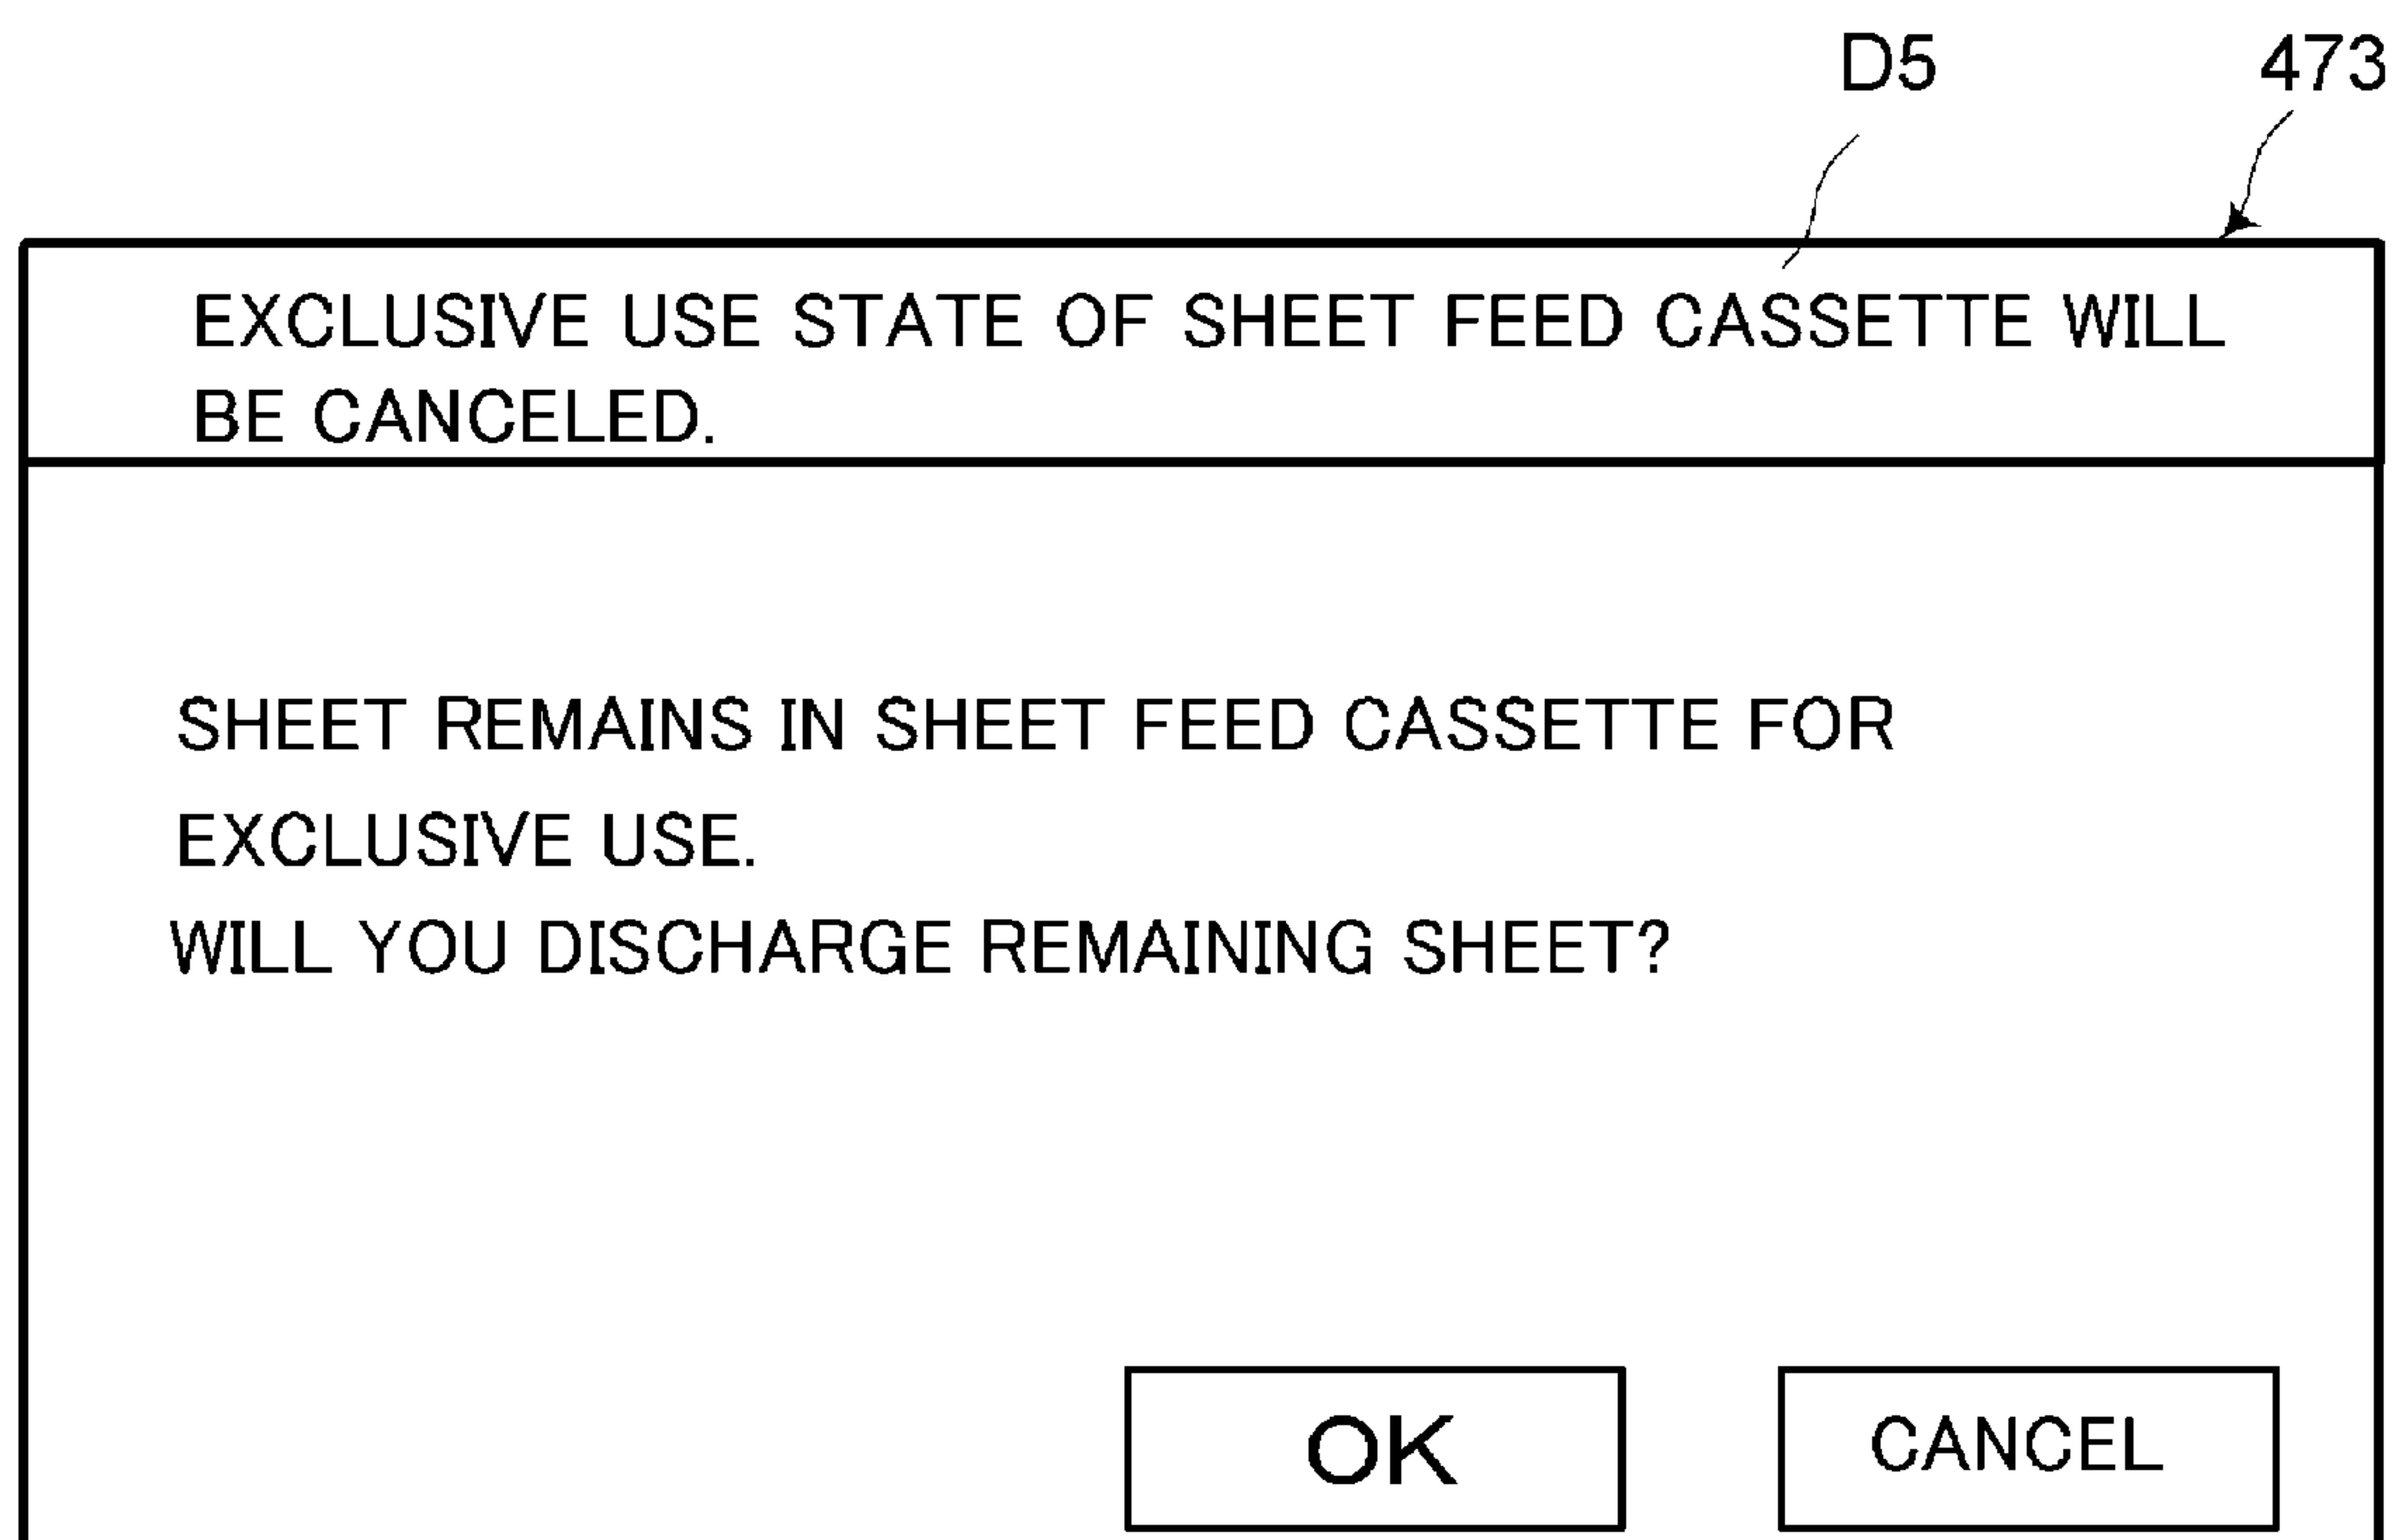 D5 473
EXCLUSIVE USE STATE OF SHEET FEED CASSETTE WILL
BE CANCELED.
SHEET REMAINS IN SHEET FEED CASSETTE FOR
EXCLUSIVE USE.
WILL YOU DISCHARGE REMAINING SHEET?
OK CANCEL